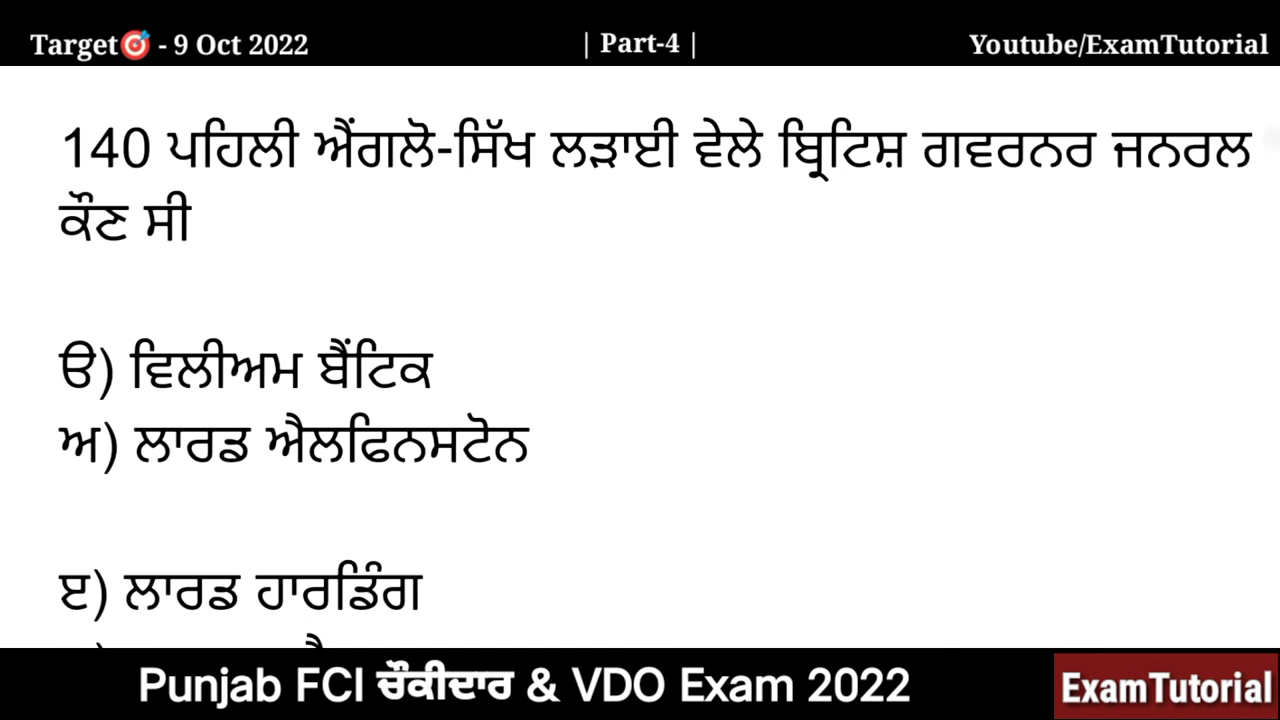 Target🎯 - 9 Oct 2022 | Part-4 | Youtube/ExamTutorial
140 ਪਹਿਲੀ ਐਂਗਲੋ-ਸਿੱਖ ਲੜਾਈ ਵੇਲੇ ਬ੍ਰਿਟਿਸ਼ ਗਵਰਨਰ ਜਨਰਲ
ਕੌਣ ਸੀ
ੳ) ਵਿਲੀਅਮ ਬੈਂਟਿਕ
ਅ) ਲਾਰਡ ਐਲਫਿਨਸਟੋਨ
ੲ) ਲਾਰਡ ਹਾਰਡਿੰਗ
Punjab FCI ਚੌਕੀਦਾਰ & VDO Exam 2022 ExamTutorial